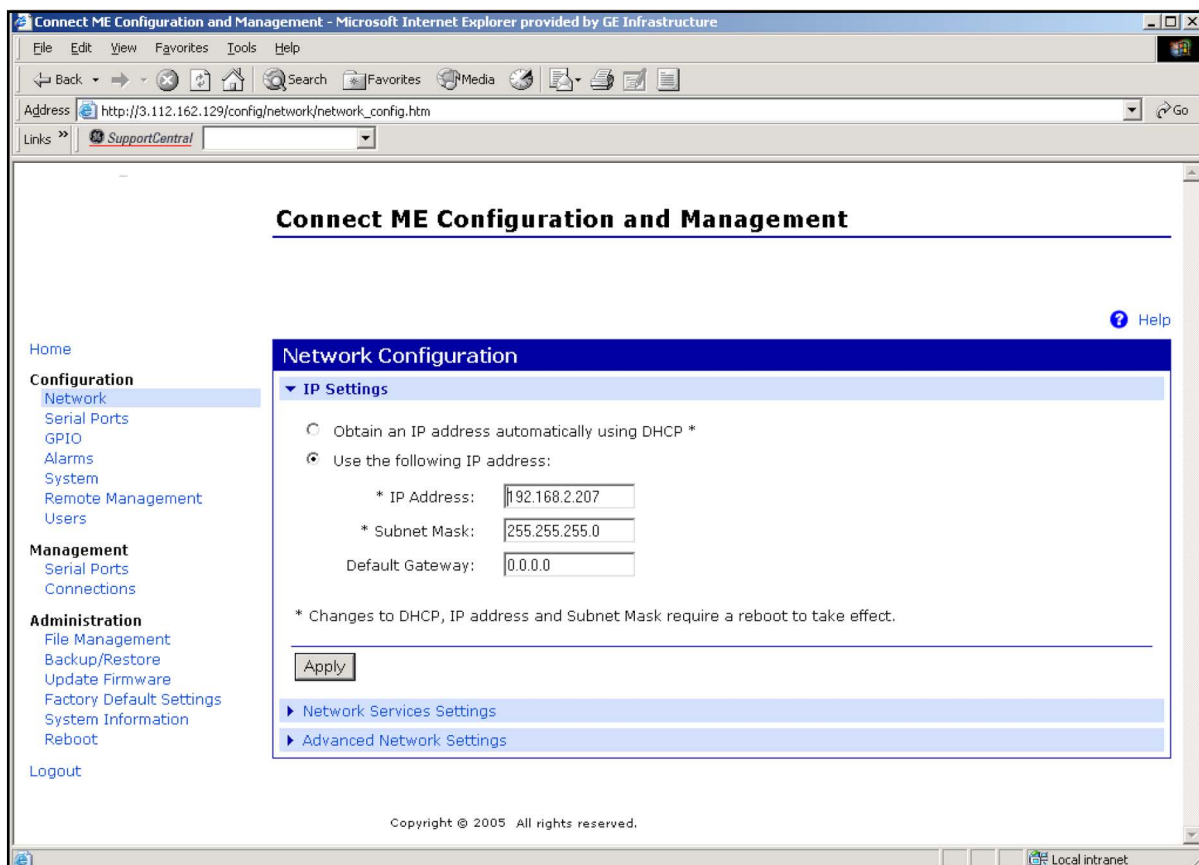 Connect ME Configuration and Management - Microsoft Internet Explorer provided by GE Infrastructure
File Edit View Favorites Tools Help
Back Search Favorites Media
Address http://3.112.162.129/config/network/network_config.htm Go
Links » SupportCentral
Connect ME Configuration and Management
? Help
Home
Configuration
Network
Serial Ports
GPIO
Alarms
System
Remote Management
Users
Management
Serial Ports
Connections
Administration
File Management
Backup/Restore
Update Firmware
Factory Default Settings
System Information
Reboot
Logout
Network Configuration
IP Settings
Obtain an IP address automatically using DHCP *
Use the following IP address:
* IP Address: 192.168.2.207
* Subnet Mask: 255.255.255.0
Default Gateway: 0.0.0.0
* Changes to DHCP, IP address and Subnet Mask require a reboot to take effect.
Apply
Network Services Settings
Advanced Network Settings
Copyright © 2005 All rights reserved.
Local intranet